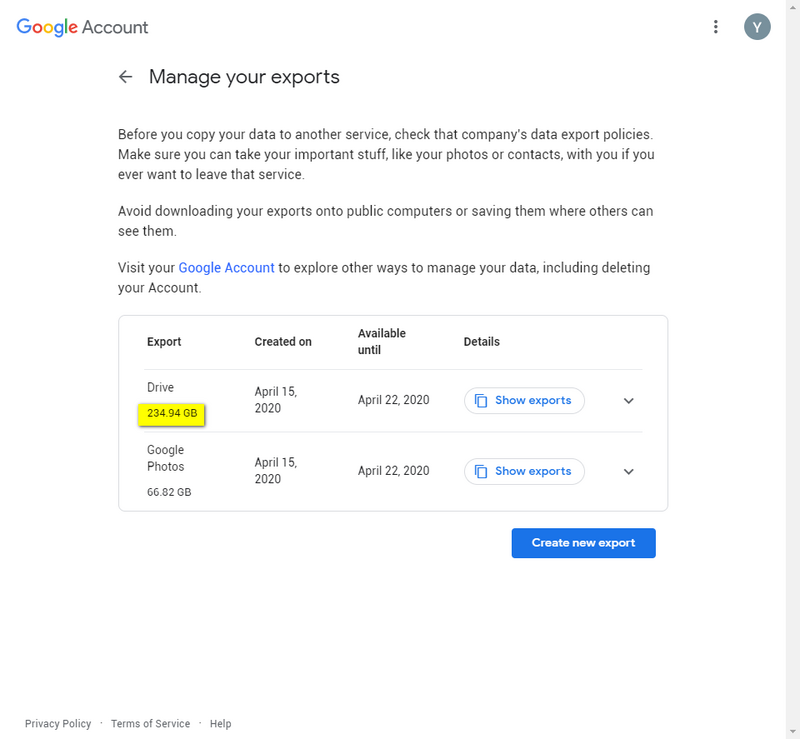 Google Account
Y
Manage your exports
Before you copy your data to another service, check that company's data export policies.
Make sure you can take your important stuff, like your photos or contacts, with you if you
ever want to leave that service.
Avoid downloading your exports onto public computers or saving them where others can
see them.
Visit your Google Account to explore other ways to manage your data, including deleting
your Account.
Export Created on Available until Details
Drive
234.94 GB
April 15,
2020
April 22, 2020
Show exports
Google
Photos
66.82 GB
April 15,
2020
April 22, 2020
Show exports
Create new export
Privacy Policy · Terms of Service · Help